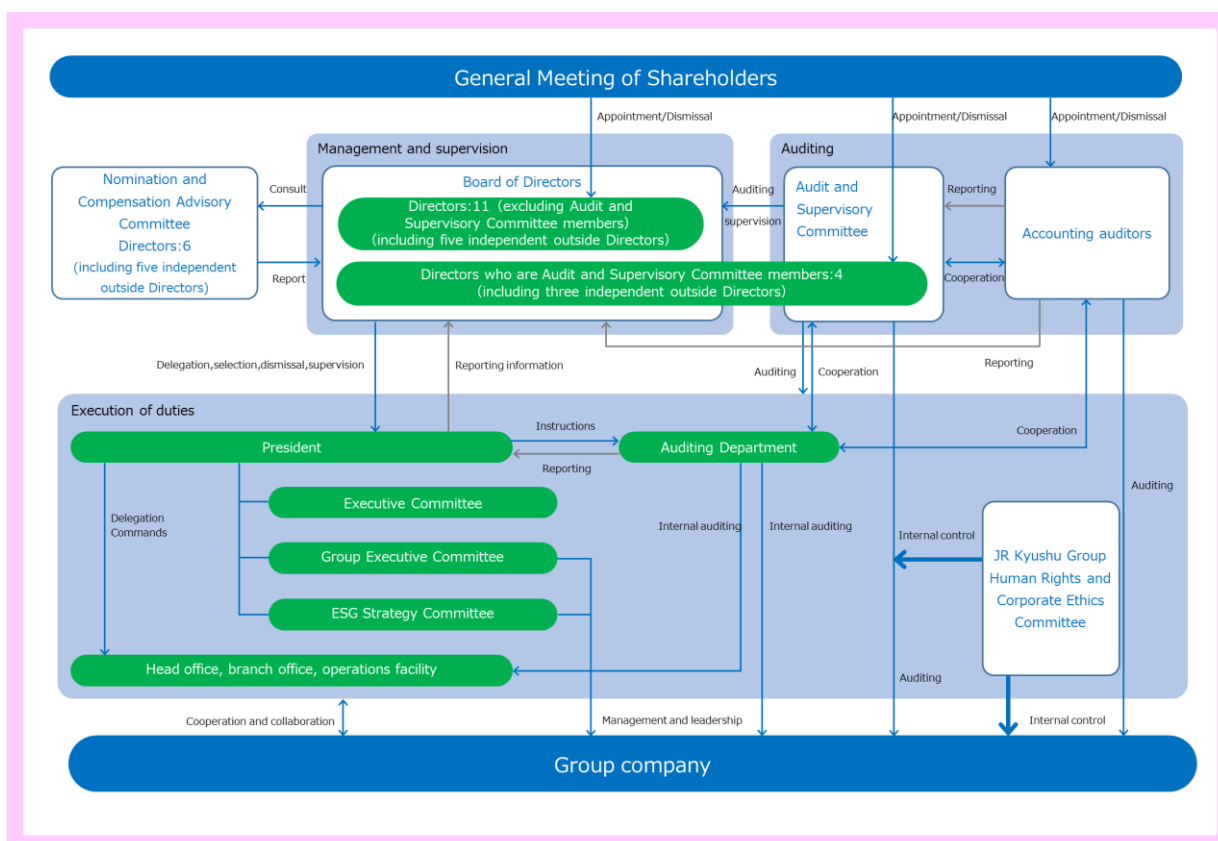 General Meeting of Shareholders
Appointment/Dismissal
Appointment/Dismissal
Appointment/Dismissal
Management and supervision
Auditing
Nomination and
Compensation Advisory
Committee
Directors:6
(including five independent
outside Directors)
Consult
Report
Board of Directors
Directors:11 (excluding Audit and
Supervisory Committee members)
(including five independent outside Directors)
Directors who are Audit and Supervisory Committee members:4
(including three independent outside Directors)
Auditing
supervision
Audit and
Supervisory
Committee
Reporting
Cooperation
Accounting auditors
Delegation,selection,dismissal,supervision
Reporting information
Auditing
Cooperation
Reporting
Execution of duties
President
Instructions
Reporting
Auditing Department
Cooperation
Auditing
Executive Committee
Delegation
Commands
Internal auditing
Internal auditing
Internal control
Group Executive Committee
JR Kyushu Group
Human Rights and
Corporate Ethics
Committee
ESG Strategy Committee
Head office, branch office, operations facility
Auditing
Cooperation and collaboration
Management and leadership
Internal control
Group company